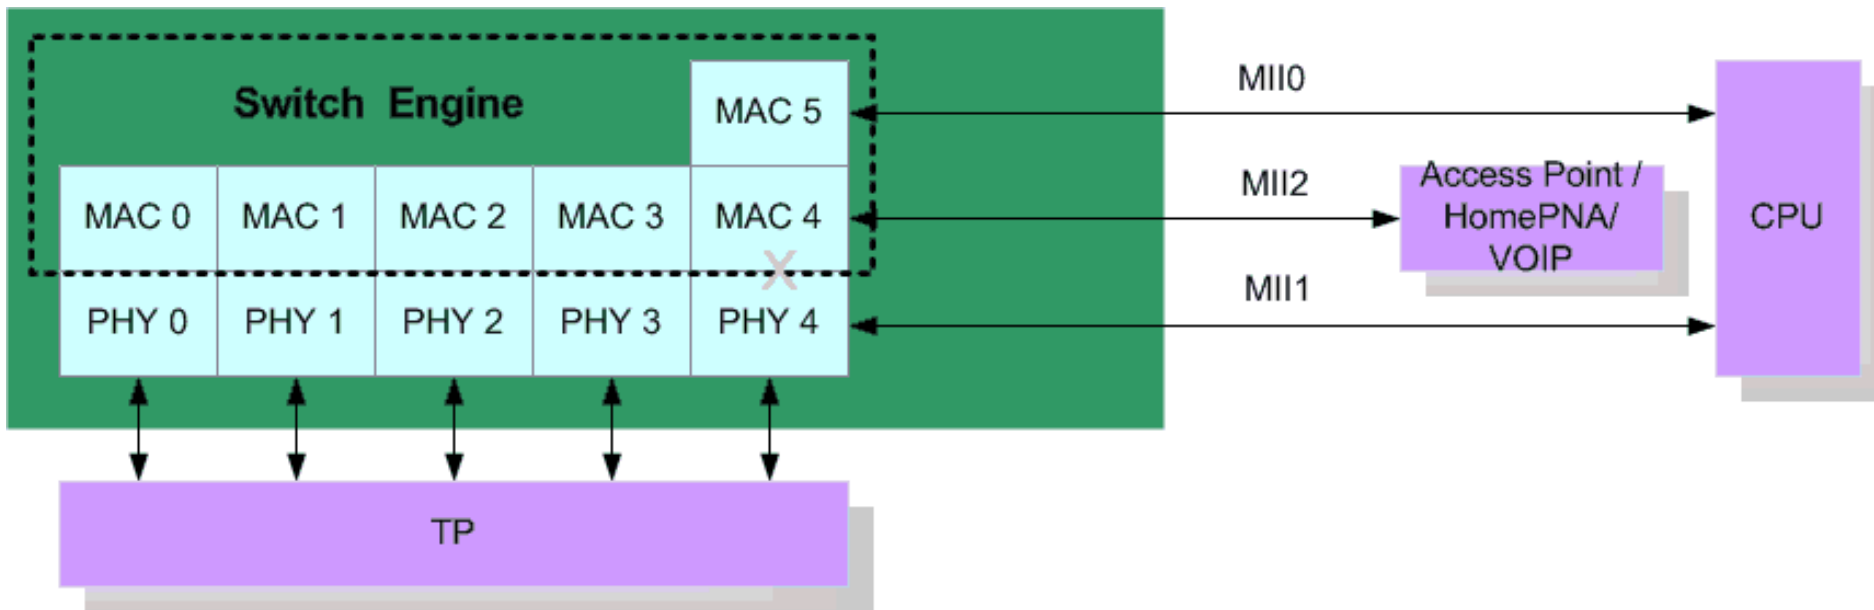 MII0
Switch Engine
MAC 5
CPU
Access Point /
HomePNA/
VOIP
MII2
MAC 0
MAC 1
MAC 2
MAC 3
MAC 4
X
MII1
PHY 0
PHY 1
PHY 2
PHY 3
PHY 4
TP